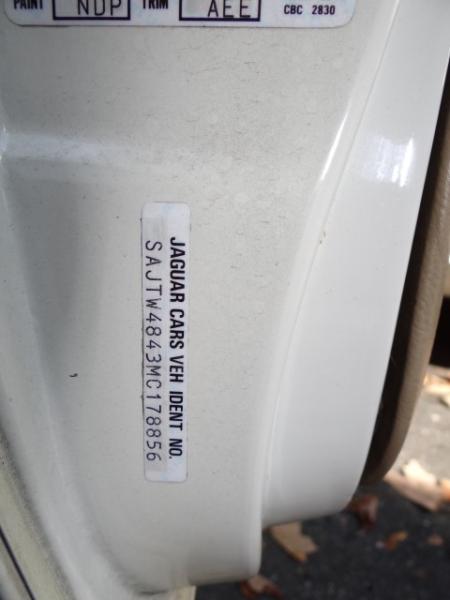 PAINT NDP TRIM AEE CBC 2830
JAGUAR CARS VEH IDENT NO.
SAJTW4843MC178856